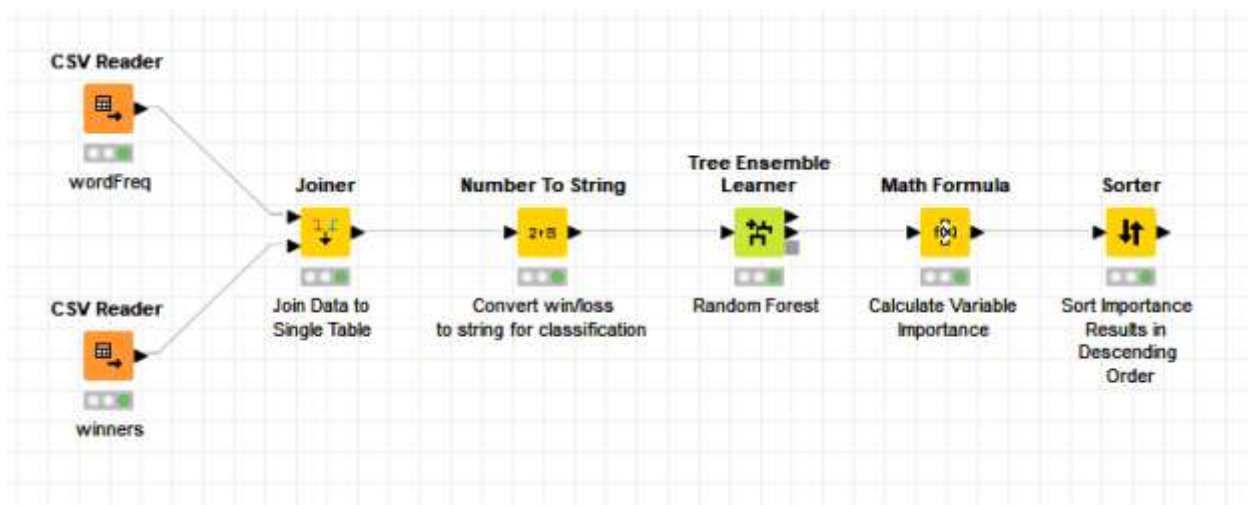 CSV Reader
wordFreq
CSV Reader
winners
Joiner
Join Data to
Single Table
Number To String
Convert win/loss
to string for classification
Tree Ensemble
Learner
Random Forest
Math Formula
f(x)
Calculate Variable
Importance
Sorter
Sort Importance
Results in
Descending
Order